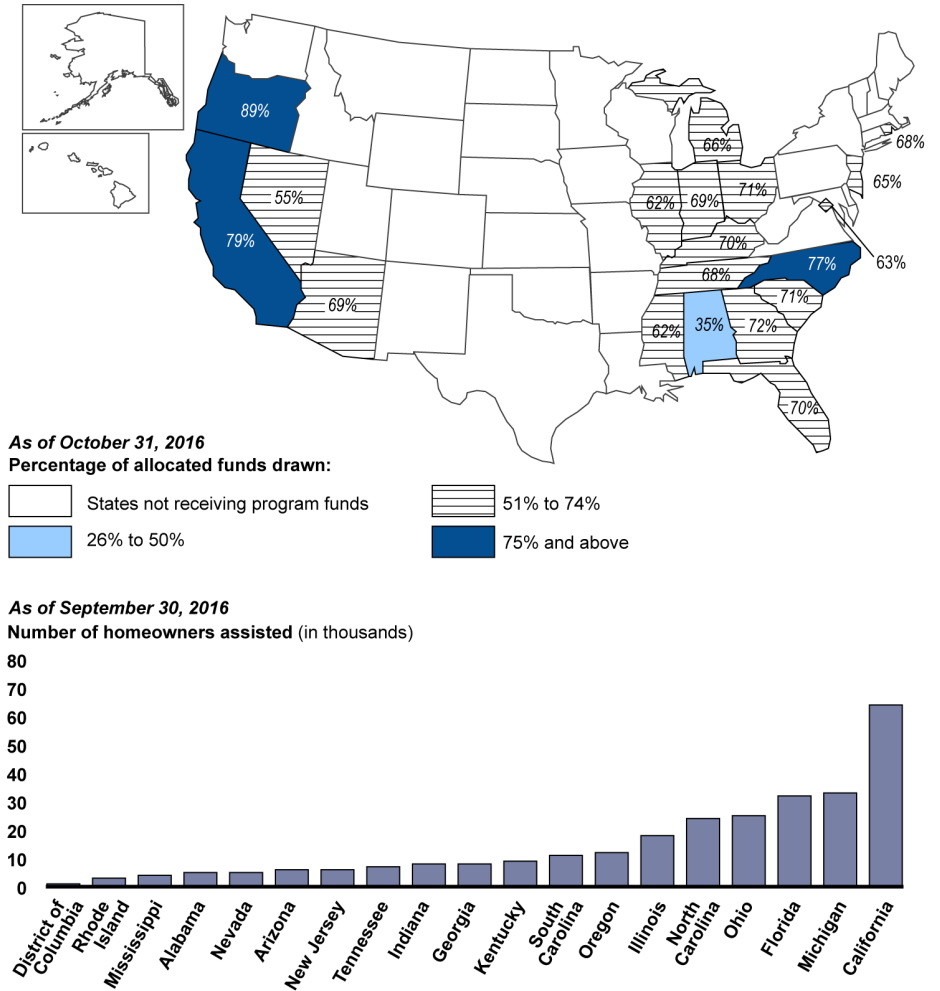 89%
68%
66%
71%
65%
55%
62%
69%
70%
79%
77%
63%
68%
69%
71%
62%
35%
72%
70%
As of October 31, 2016
Percentage of allocated funds drawn:
States not receiving program funds
51% to 74%
26% to 50%
75% and above
As of September 30, 2016
Number of homeowners assisted (in thousands)
80
70
60
50
40
30
20
10
0
District of
Columbia
Rhode
Island
Mississippi
Alabama
Nevada
Arizona
New Jersey
Tennessee
Indiana
Georgia
Kentucky
South
Carolina
Oregon
Illinois
North
Carolina
Ohio
Florida
Michigan
California